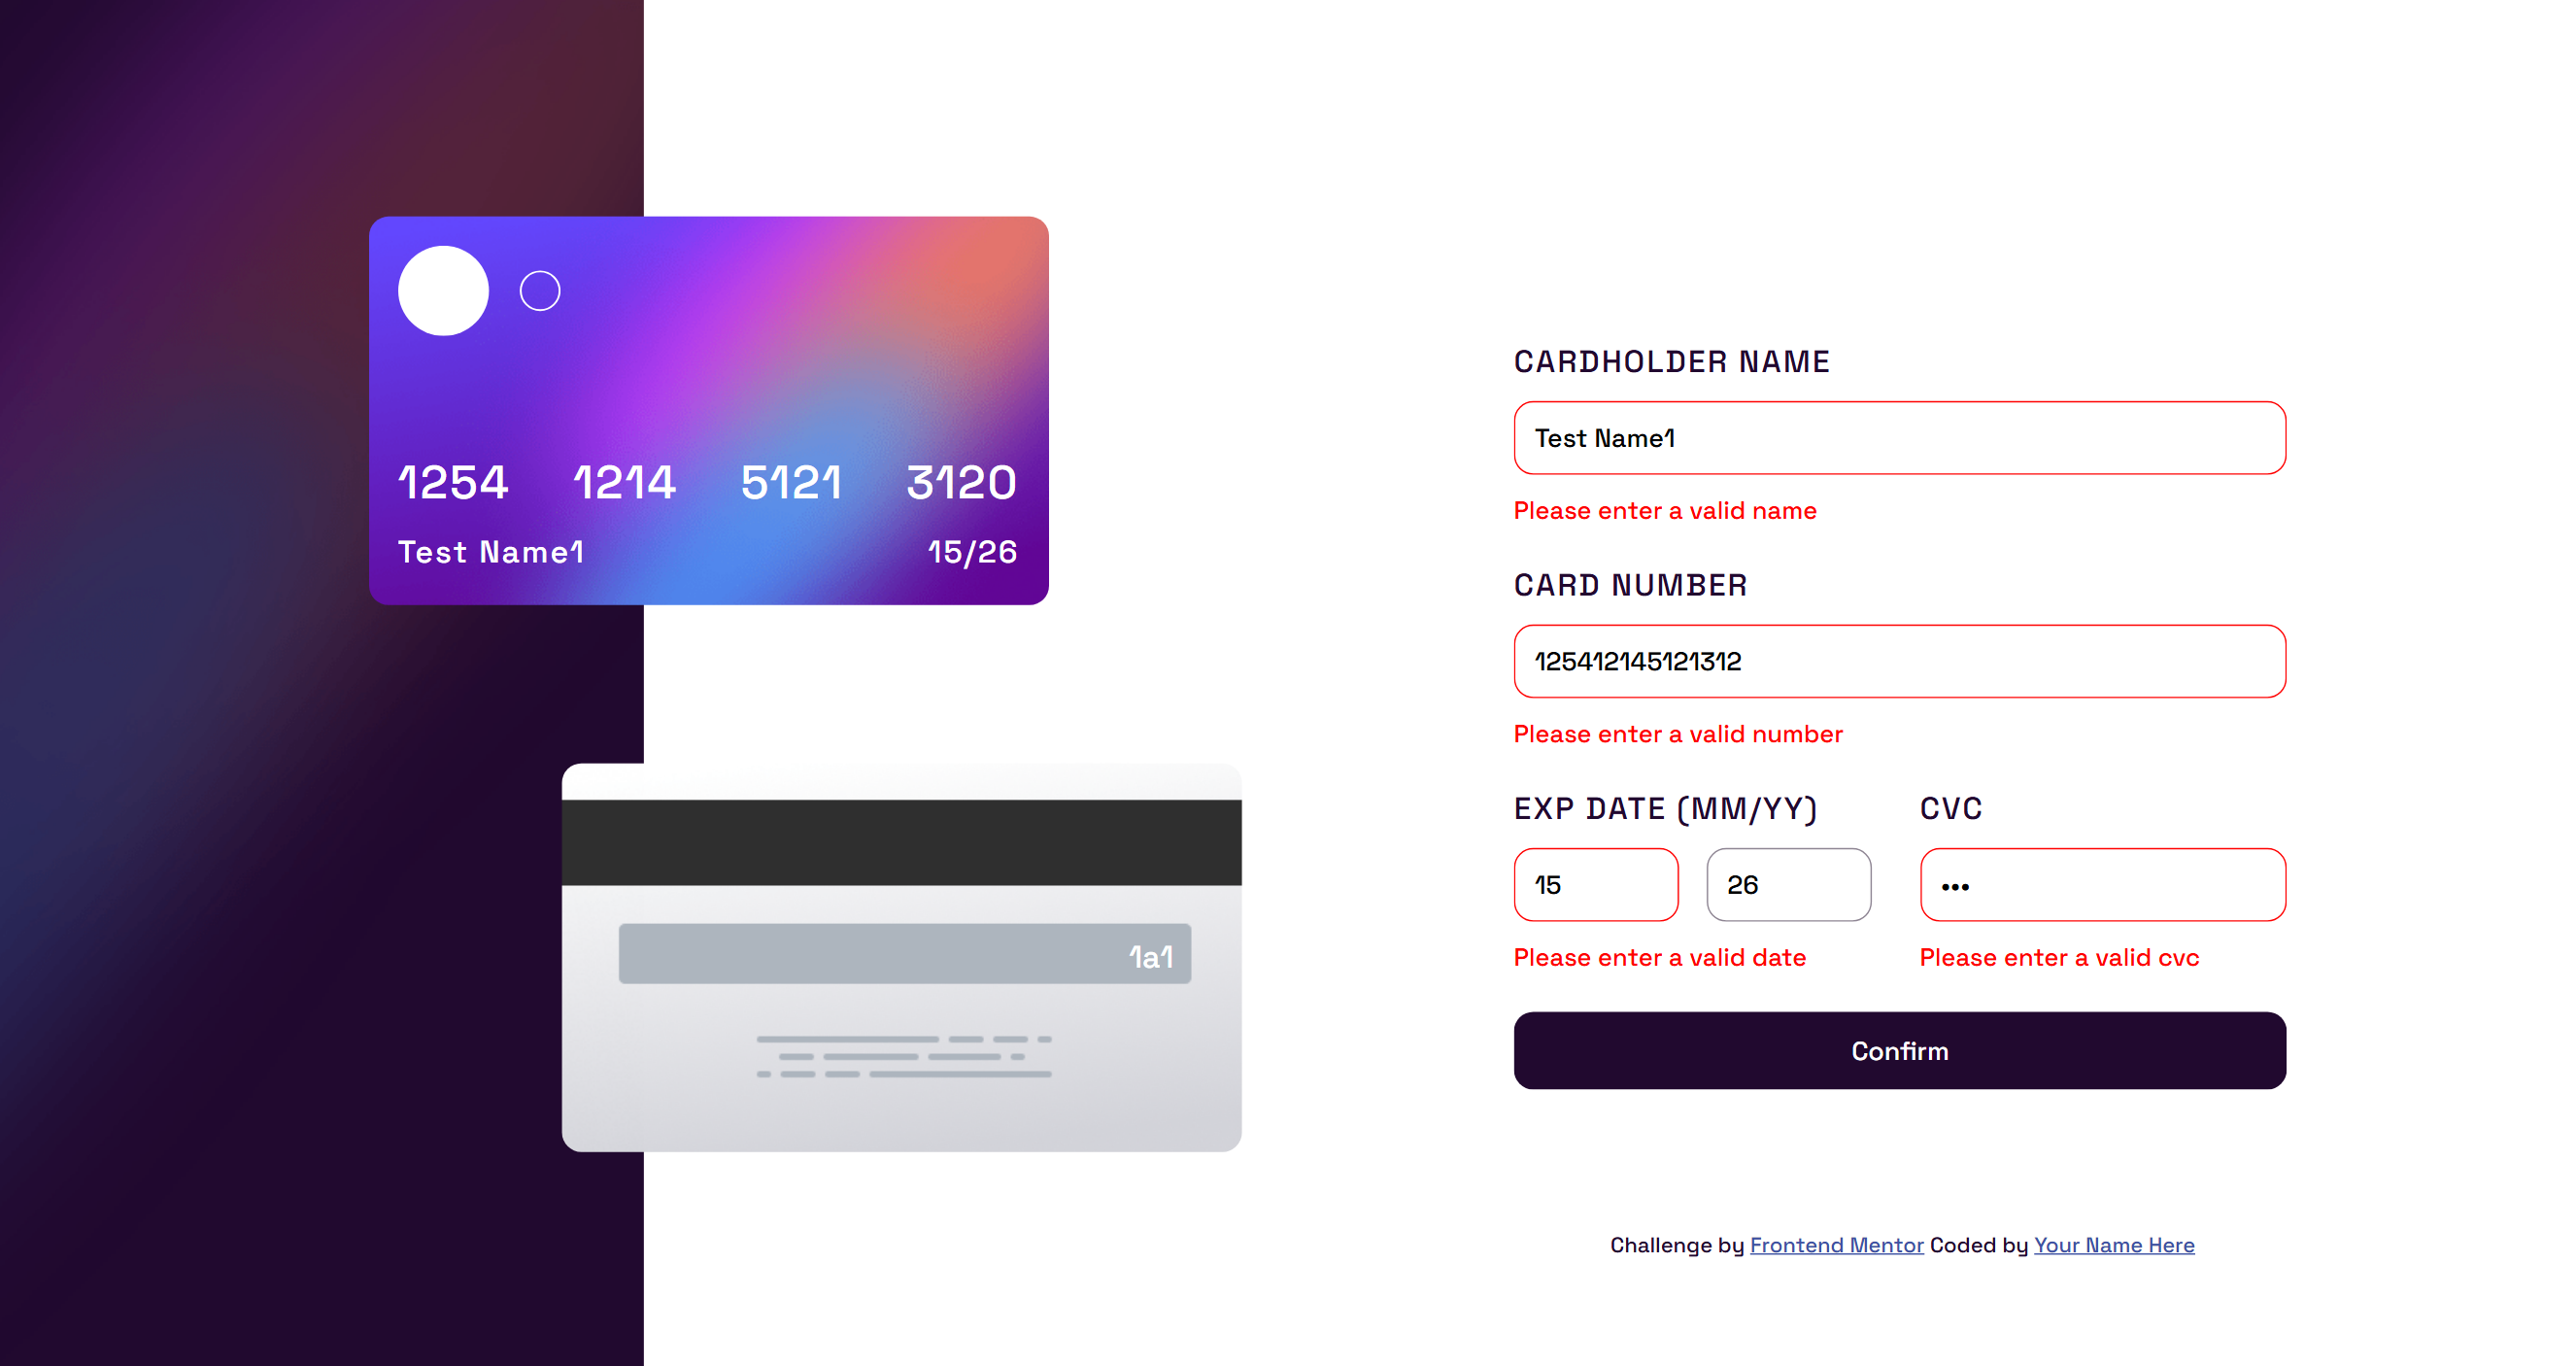 1254 1214 5121 3120
Test Name1 15/26
1a1
CARDHOLDER NAME
Test Name1
Please enter a valid name
CARD NUMBER
125412145121312
Please enter a valid number
EXP DATE (MM/YY) CVC
15 26 •••
Please enter a valid date Please enter a valid cvc
Confirm
Challenge by Frontend Mentor Coded by Your Name Here